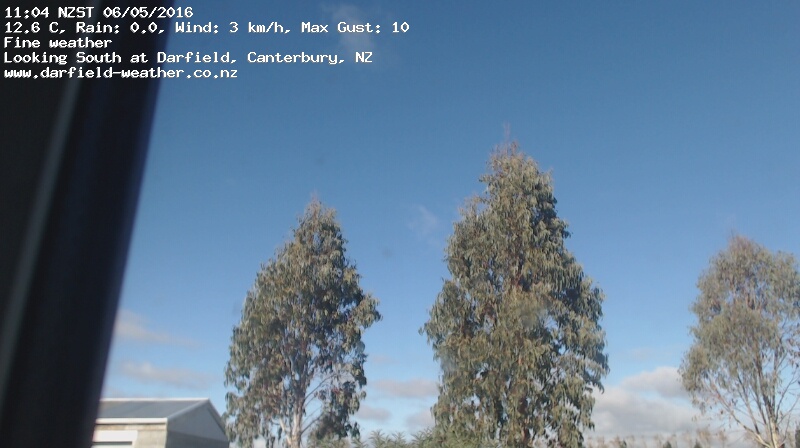 11:04 NZST 06/05/2016
12.6 C, Rain: 0.0, Wind: 3 km/h, Max Gust: 10
Fine weather
Looking South at Darfield, Canterbury, NZ
www.darfield-weather.co.nz